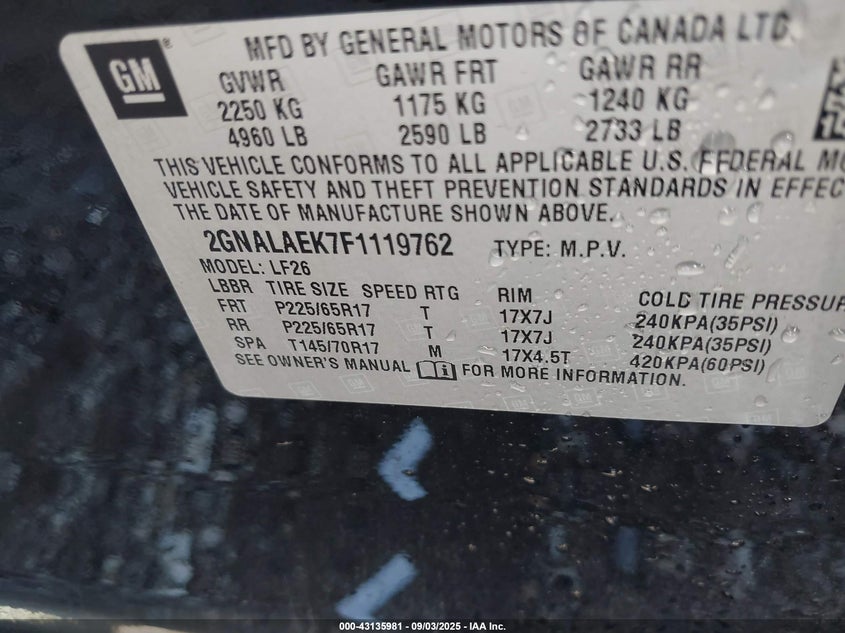 GM
®
MFD BY GENERAL MOTORS OF CANADA LTD
GVWR GAWR FRT GAWR RR
2250 KG 1175 KG 1240 KG
4960 LB 2590 LB 2733 LB
THIS VEHICLE CONFORMS TO ALL APPLICABLE U.S. FEDERAL MO
VEHICLE SAFETY AND THEFT PREVENTION STANDARDS IN EFFEC
THE DATE OF MANUFACTURE SHOWN ABOVE.
2GNALAEK7F1119762 TYPE: M.P.V.
MODEL: LF26
LBBR TIRE SIZE SPEED RTG RIM COLD TIRE PRESSUR
FRT P225/65R17 T 17X7J 240KPA(35PSI)
RR P225/65R17 T 17X7J 240KPA(35PSI)
SPA T145/70R17 M 17X4.5T 420KPA(60PSI)
SEE OWNER'S MANUAL FOR MORE INFORMATION.
000-43135981 - 09/03/2025 - IAA Inc.